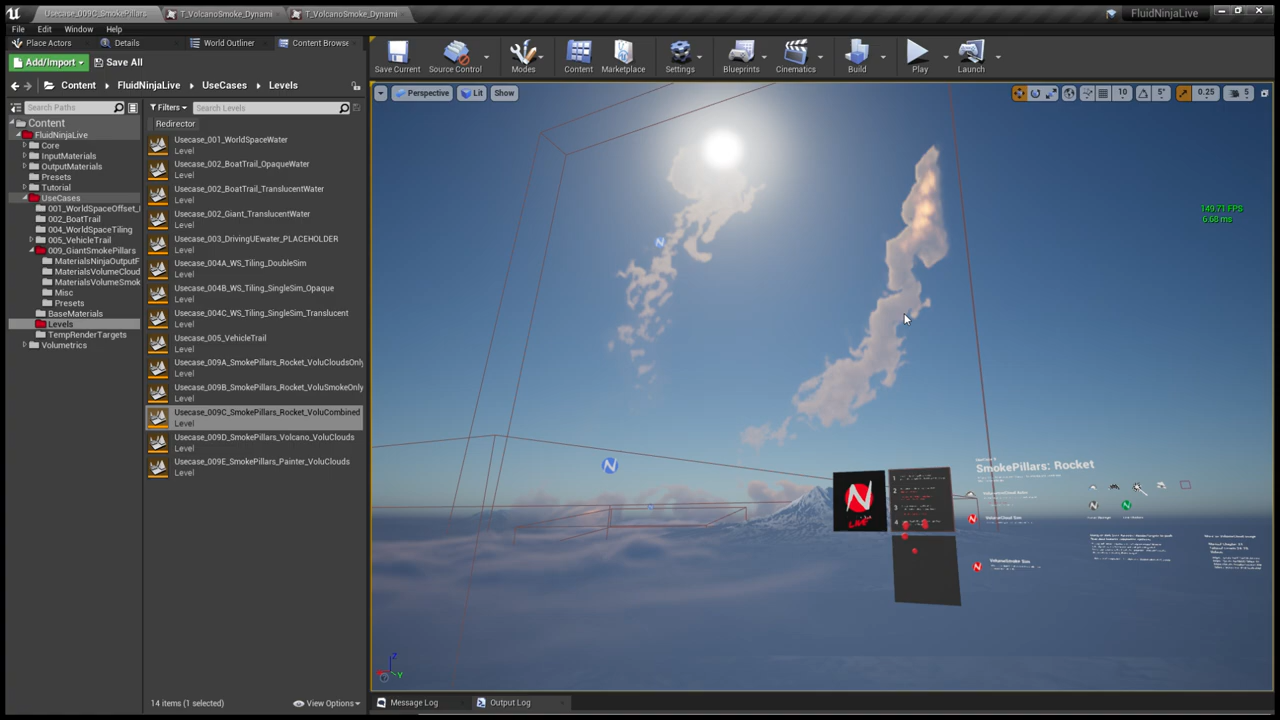 Usecase_009C_SmokePillars
T_VolcanoSmoke_Dynami
T_VolcanoSmoke_Dynami
FluidNinjaLive
File Edit Window Help
Place Actors
Details
World Outliner
Content Browse
Add/Import
Save All
Content
FluidNinjaLive
UseCases
Levels
Search Paths
Filters
Search Levels
Redirector
Content
FluidNinjaLive
Core
InputMaterials
OutputMaterials
Presets
Tutorial
UseCases
001_WorldSpaceOffset_
002_BoatTrail
004_WorldSpaceTiling
005_VehicleTrail
009_GiantSmokePillars
MaterialsNinjaOutputF
MaterialsVolumeCloud
MaterialsVolumeSmok
Misc
Presets
BaseMaterials
Levels
TempRenderTargets
Volumetrics
Usecase_001_WorldSpaceWater
Level
Usecase_002_BoatTrail_OpaqueWater
Level
Usecase_002_BoatTrail_TranslucentWater
Level
Usecase_002_Giant_TranslucentWater
Level
Usecase_003_DrivingUEwater_PLACEHOLDER
Level
Usecase_004A_WS_Tiling_DoubleSim
Level
Usecase_004B_WS_Tiling_SingleSim_Opaque
Level
Usecase_004C_WS_Tiling_SingleSim_Translucent
Level
Usecase_005_VehicleTrail
Level
Usecase_009A_SmokePillars_Rocket_VoluCloudsOnly
Level
Usecase_009B_SmokePillars_Rocket_VoluSmokeOnly
Level
Usecase_009C_SmokePillars_Rocket_VoluCombined
Level
Usecase_009D_SmokePillars_Volcano_VoluClouds
Level
Usecase_009E_SmokePillars_Painter_VoluClouds
Level
14 items (1 selected)
View Options
Save Current
Source Control
Modes
Content
Marketplace
Settings
Blueprints
Cinematics
Build
Play
Launch
Perspective
Lit
Show
10
5°
0.25
5
149.71 FPS
6.68 ms
SmokePillars: Rocket
N
N
N
Z
Y
Message Log
Output Log